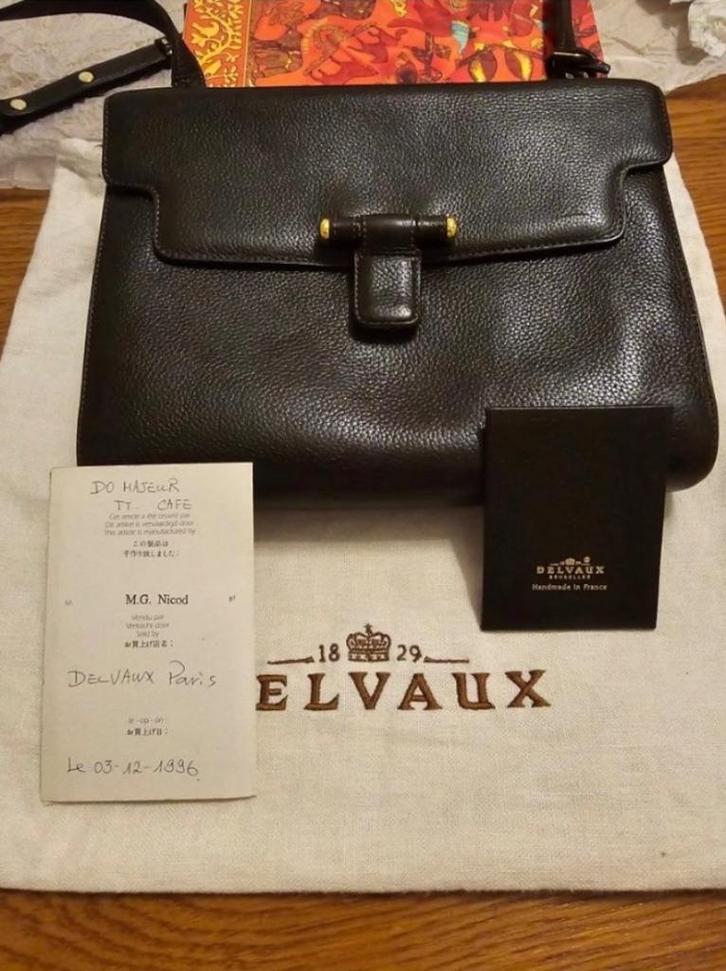 DO MAJEUR
TT.. CAFE
Cet article a été oeuvré par
Dit artikel is vervaardigd door
This article is manufactured by
この製品は
手作り致しました：
M.G. Nicod
Vendu par
Verkocht door
Sold by
お買上げ店名：
DELVAUX Paris
le - op - on
お買上げ日：
Le 03-12-1996
DELVAUX
BRUXELLES
Handmade in France
18 29
ELVAUX